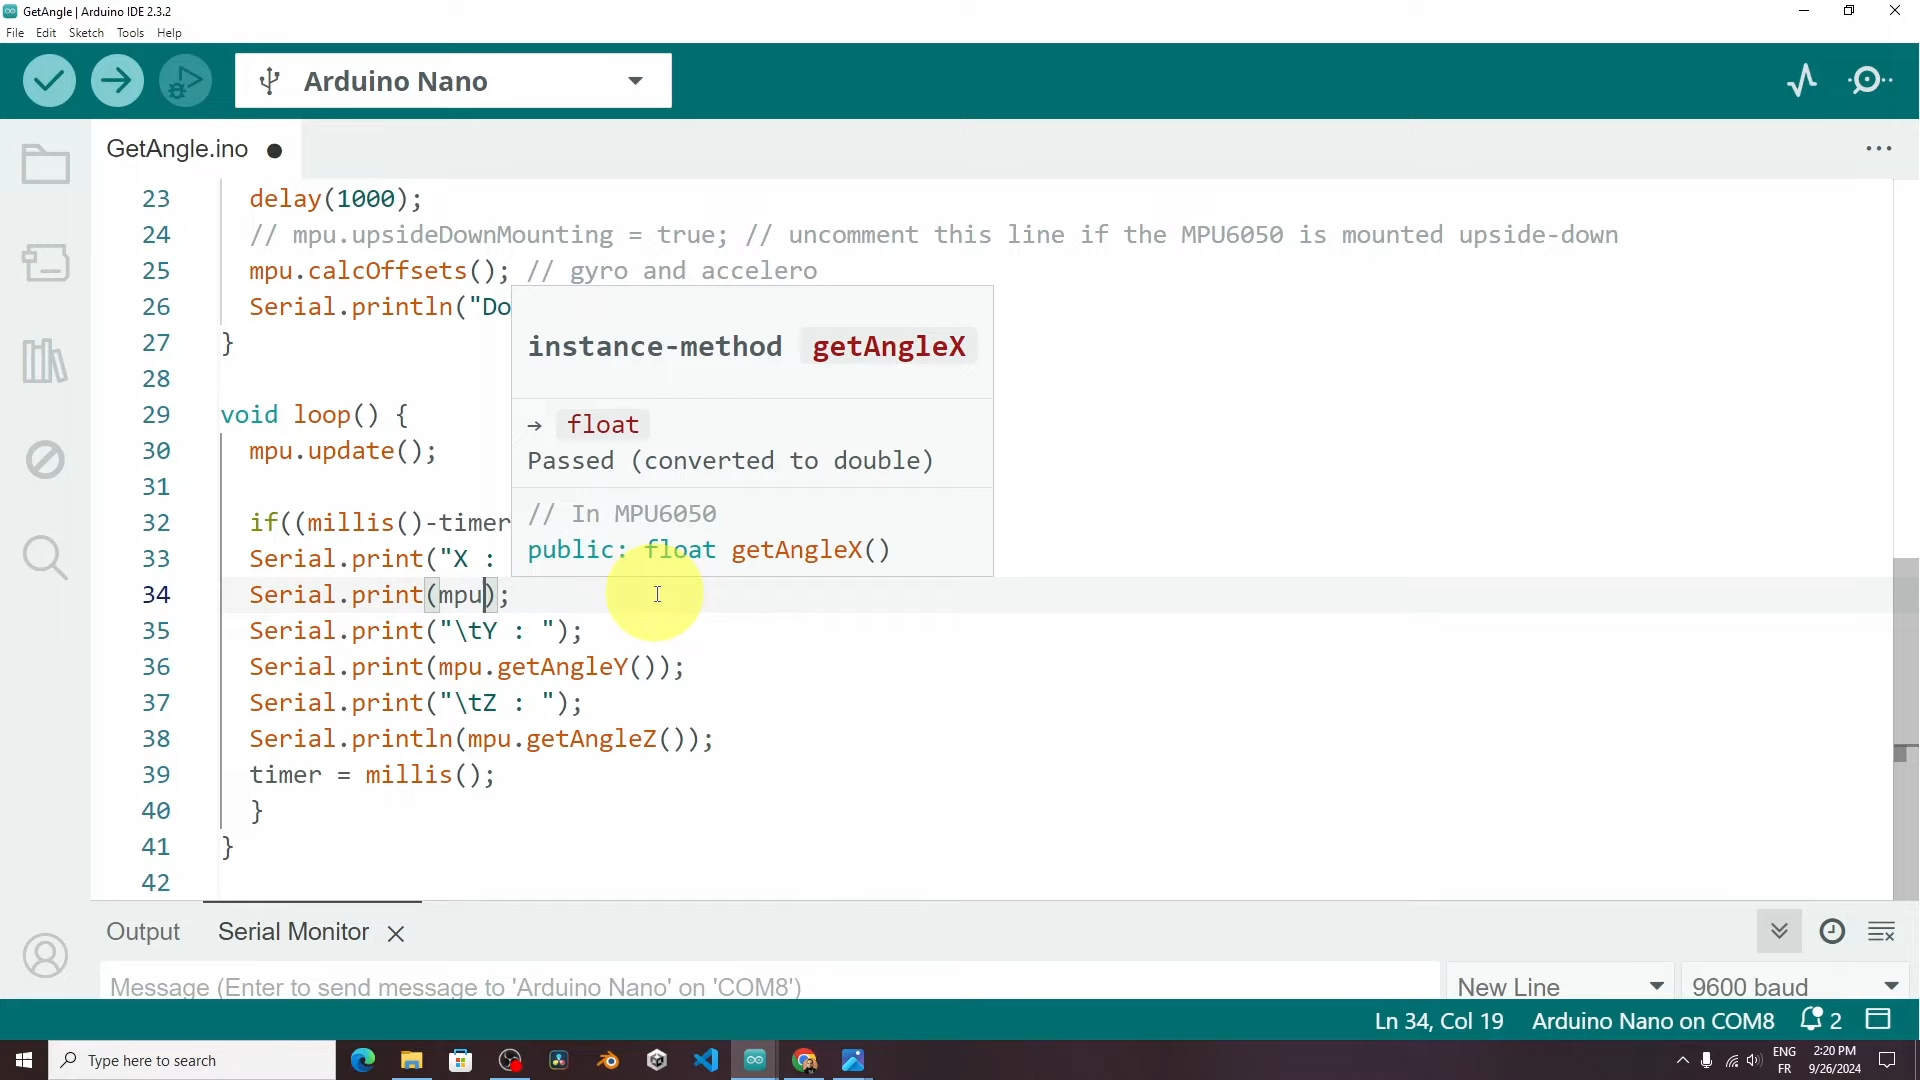 GetAngle | Arduino IDE 2.3.2
File Edit Sketch Tools Help
Arduino Nano
GetAngle.ino
23 delay(1000);
24 // mpu.upsideDownMounting = true; // uncomment this line if the MPU6050 is mounted upside-down
25 mpu.calcOffsets(); // gyro and accelero
26 Serial.println("Do
27 }
28
29 void loop() {
30 mpu.update();
31
32 if((millis()-timer
33 Serial.print("X :
34 Serial.print(mpu);
35 Serial.print("\tY : ");
36 Serial.print(mpu.getAngleY());
37 Serial.print("\tZ : ");
38 Serial.println(mpu.getAngleZ());
39 timer = millis();
40 }
41 }
42
instance-method getAngleX
→ float
Passed (converted to double)
// In MPU6050
public: float getAngleX()
Output Serial Monitor
Message (Enter to send message to 'Arduino Nano' on 'COM8')
New Line
9600 baud
Ln 34, Col 19 Arduino Nano on COM8 2
Type here to search
ENG
FR
2:20 PM
9/26/2024